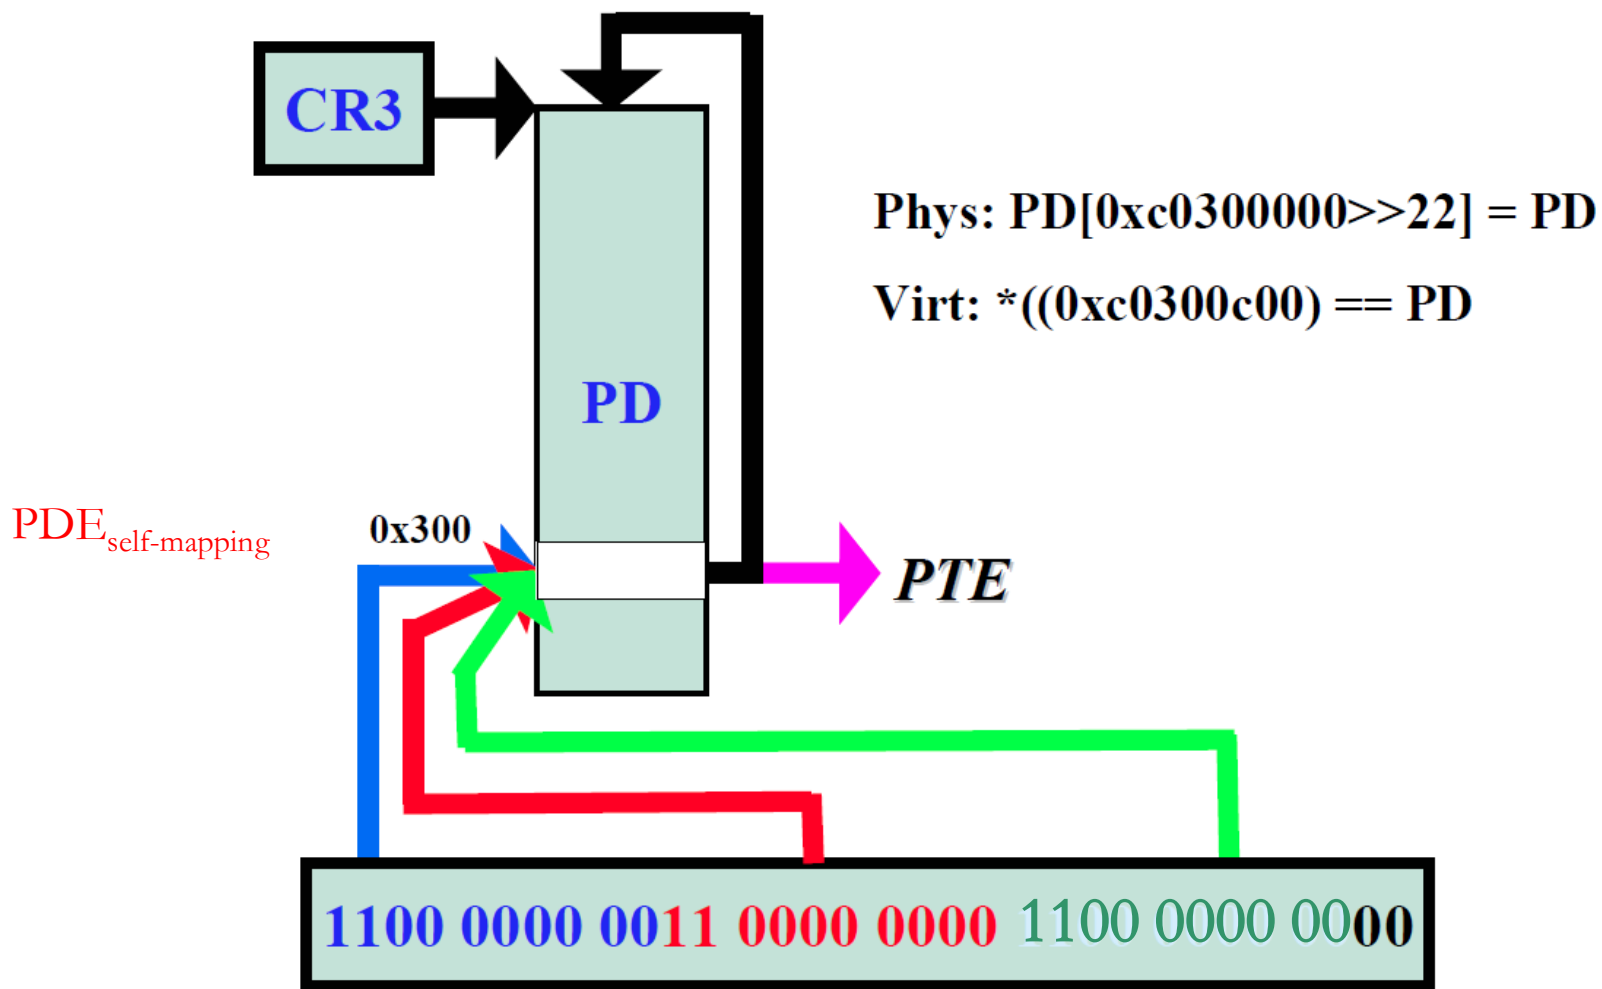 CR3
Phys: PD[0xc0300000>>22] = PD
Virt: *((0xc0300c00) == PD
PD
PDEself-mapping
0x300
PTE
1100 0000 0011 0000 0000 1100 0000 0000